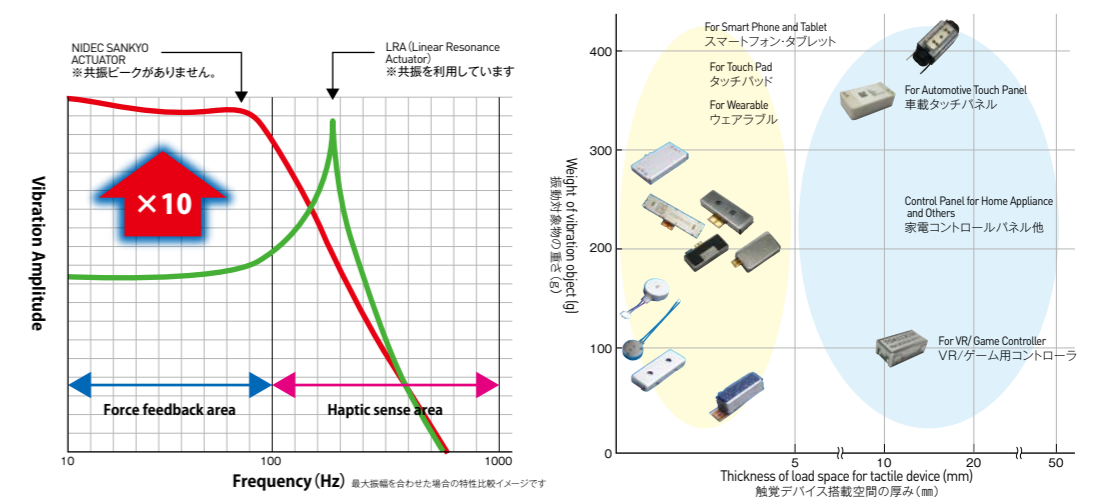 NIDEC SANKYO
ACTUATOR
※共振ピークがありません。
LRA（Linear Resonance
Actuator）
※共振を利用しています
×10
Vibration Amplitude
Force feedback area
Haptic sense area
10
100
1000
Frequency（Hz）最大振幅を合わせた場合の特性比較イメージです
For Smart Phone and Tablet
スマートフォン・タブレット
For Touch Pad
タッチパッド
For Wearable
ウェアラブル
For Automotive Touch Panel
車載タッチパネル
Control Panel for Home Appliance
and Others
家電コントロールパネル他
For VR/ Game Controller
VR/ゲーム用コントローラ
Weight of vibration object (g)
振動対象物の重さ（g）
400
300
200
100
0
5
10
20
50
Thickness of load space for tactile device (mm)
触覚デバイス搭載空間の厚み（㎜）